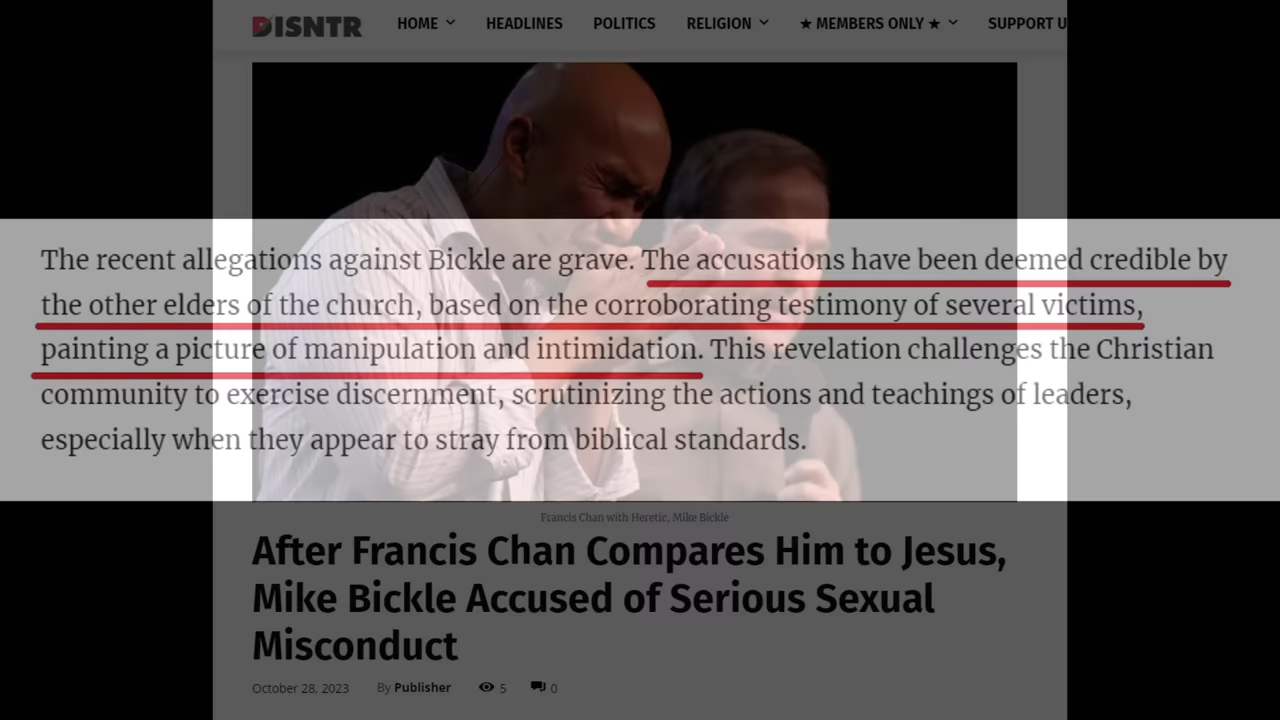 DISNTR HOME HEADLINES POLITICS RELIGION ★ MEMBERS ONLY ★ SUPPORT U
The recent allegations against Bickle are grave. The accusations have been deemed credible by
the other elders of the church, based on the corroborating testimony of several victims,
painting a picture of manipulation and intimidation. This revelation challenges the Christian
community to exercise discernment, scrutinizing the actions and teachings of leaders,
especially when they appear to stray from biblical standards.
Francis Chan with Heretic, Mike Bickle
After Francis Chan Compares Him to Jesus,
Mike Bickle Accused of Serious Sexual
Misconduct
October 28, 2023 By Publisher 5 0